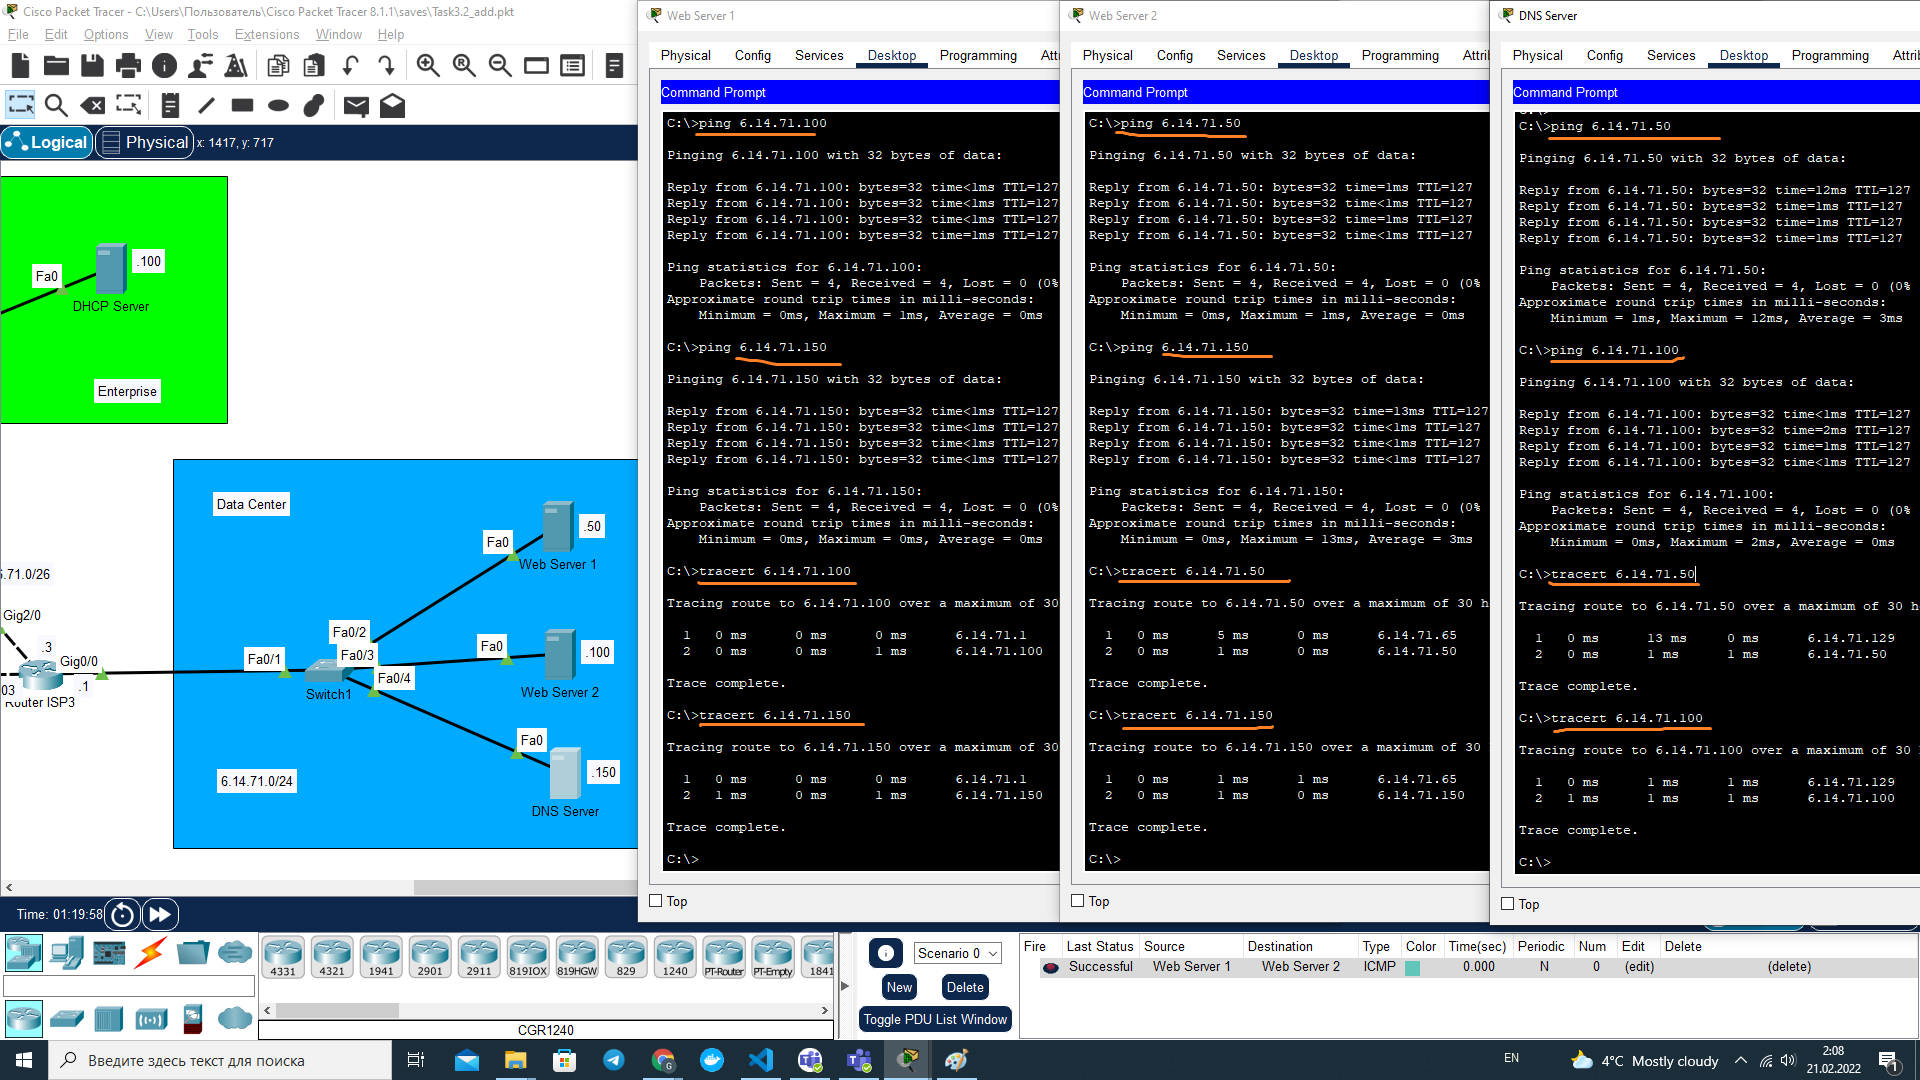 Cisco Packet Tracer - C:\Users\Пользователь\Cisco Packet Tracer 8.1.1\saves\Task3.2_add.pkt
File Edit Options View Tools Extensions Window Help
Logical Physical x: 1417, y: 717
Fa0
.100
DHCP Server
Enterprise
Data Center
.50
Fa0
Web Server 1
6.71.0/26
Gig2/0
Fa0/2
.3
Fa0/3
Fa0
.100
Gig0/0
Fa0/1
Fa0/4
.1
03
Router ISP3
Switch1
Web Server 2
Fa0
.150
6.14.71.0/24
DNS Server
Time: 01:19:58
4331 4321 1941 2901 2911 819IOX 819HGW 829 1240 PT-Router PT-Empty 1841
CGR1240
Web Server 1
Physical Config Services Desktop Programming Att
Command Prompt
C:\>ping 6.14.71.100
Pinging 6.14.71.100 with 32 bytes of data:
Reply from 6.14.71.100: bytes=32 time<1ms TTL=127
Reply from 6.14.71.100: bytes=32 time<1ms TTL=127
Reply from 6.14.71.100: bytes=32 time<1ms TTL=127
Reply from 6.14.71.100: bytes=32 time=1ms TTL=127
Ping statistics for 6.14.71.100:
Packets: Sent = 4, Received = 4, Lost = 0 (0%
Approximate round trip times in milli-seconds:
Minimum = 0ms, Maximum = 1ms, Average = 0ms
C:\>ping 6.14.71.150
Pinging 6.14.71.150 with 32 bytes of data:
Reply from 6.14.71.150: bytes=32 time<1ms TTL=127
Reply from 6.14.71.150: bytes=32 time<1ms TTL=127
Reply from 6.14.71.150: bytes=32 time<1ms TTL=127
Reply from 6.14.71.150: bytes=32 time<1ms TTL=127
Ping statistics for 6.14.71.150:
Packets: Sent = 4, Received = 4, Lost = 0 (0%
Approximate round trip times in milli-seconds:
Minimum = 0ms, Maximum = 0ms, Average = 0ms
C:\>tracert 6.14.71.100
Tracing route to 6.14.71.100 over a maximum of 30
1 0 ms 0 ms 0 ms 6.14.71.1
2 0 ms 0 ms 1 ms 6.14.71.100
Trace complete.
C:\>tracert 6.14.71.150
Tracing route to 6.14.71.150 over a maximum of 30
1 0 ms 0 ms 0 ms 6.14.71.1
2 1 ms 0 ms 1 ms 6.14.71.150
Trace complete.
C:\>
Top
Web Server 2
Physical Config Services Desktop Programming Attri
Command Prompt
C:\>ping 6.14.71.50
Pinging 6.14.71.50 with 32 bytes of data:
Reply from 6.14.71.50: bytes=32 time=1ms TTL=127
Reply from 6.14.71.50: bytes=32 time<1ms TTL=127
Reply from 6.14.71.50: bytes=32 time=1ms TTL=127
Reply from 6.14.71.50: bytes=32 time<1ms TTL=127
Ping statistics for 6.14.71.50:
Packets: Sent = 4, Received = 4, Lost = 0 (0%
Approximate round trip times in milli-seconds:
Minimum = 0ms, Maximum = 1ms, Average = 0ms
C:\>ping 6.14.71.150
Pinging 6.14.71.150 with 32 bytes of data:
Reply from 6.14.71.150: bytes=32 time=13ms TTL=127
Reply from 6.14.71.150: bytes=32 time<1ms TTL=127
Reply from 6.14.71.150: bytes=32 time<1ms TTL=127
Reply from 6.14.71.150: bytes=32 time<1ms TTL=127
Ping statistics for 6.14.71.150:
Packets: Sent = 4, Received = 4, Lost = 0 (0%
Approximate round trip times in milli-seconds:
Minimum = 0ms, Maximum = 13ms, Average = 3ms
C:\>tracert 6.14.71.50
Tracing route to 6.14.71.50 over a maximum of 30 h
1 0 ms 5 ms 0 ms 6.14.71.65
2 0 ms 1 ms 1 ms 6.14.71.50
Trace complete.
C:\>tracert 6.14.71.150
Tracing route to 6.14.71.150 over a maximum of 30
1 0 ms 1 ms 1 ms 6.14.71.65
2 0 ms 1 ms 0 ms 6.14.71.150
Trace complete.
C:\>
Top
DNS Server
Physical Config Services Desktop Programming Attri
Command Prompt
C:\>ping 6.14.71.50
Pinging 6.14.71.50 with 32 bytes of data:
Reply from 6.14.71.50: bytes=32 time=12ms TTL=127
Reply from 6.14.71.50: bytes=32 time=1ms TTL=127
Reply from 6.14.71.50: bytes=32 time=1ms TTL=127
Reply from 6.14.71.50: bytes=32 time=1ms TTL=127
Ping statistics for 6.14.71.50:
Packets: Sent = 4, Received = 4, Lost = 0 (0%
Approximate round trip times in milli-seconds:
Minimum = 1ms, Maximum = 12ms, Average = 3ms
C:\>ping 6.14.71.100
Pinging 6.14.71.100 with 32 bytes of data:
Reply from 6.14.71.100: bytes=32 time<1ms TTL=127
Reply from 6.14.71.100: bytes=32 time=2ms TTL=127
Reply from 6.14.71.100: bytes=32 time=1ms TTL=127
Reply from 6.14.71.100: bytes=32 time<1ms TTL=127
Ping statistics for 6.14.71.100:
Packets: Sent = 4, Received = 4, Lost = 0 (0%
Approximate round trip times in milli-seconds:
Minimum = 0ms, Maximum = 2ms, Average = 0ms
C:\>tracert 6.14.71.50
Tracing route to 6.14.71.50 over a maximum of 30 h
1 0 ms 13 ms 0 ms 6.14.71.129
2 0 ms 1 ms 1 ms 6.14.71.50
Trace complete.
C:\>tracert 6.14.71.100
Tracing route to 6.14.71.100 over a maximum of 30
1 0 ms 1 ms 1 ms 6.14.71.129
2 1 ms 1 ms 1 ms 6.14.71.100
Trace complete.
C:\>
Top
Scenario 0
New Delete
Toggle PDU List Window
Fire Last Status Source Destination Type Color Time(sec) Periodic Num Edit Delete
Successful Web Server 1 Web Server 2 ICMP 0.000 N 0 (edit) (delete)
Введите здесь текст для поиска
EN
4°C Mostly cloudy
2:08
21.02.2022
1